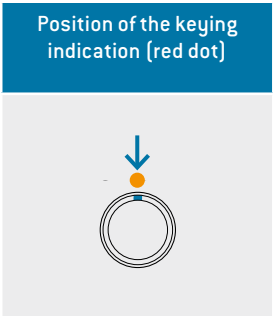 Position of the keying
indication (red dot)